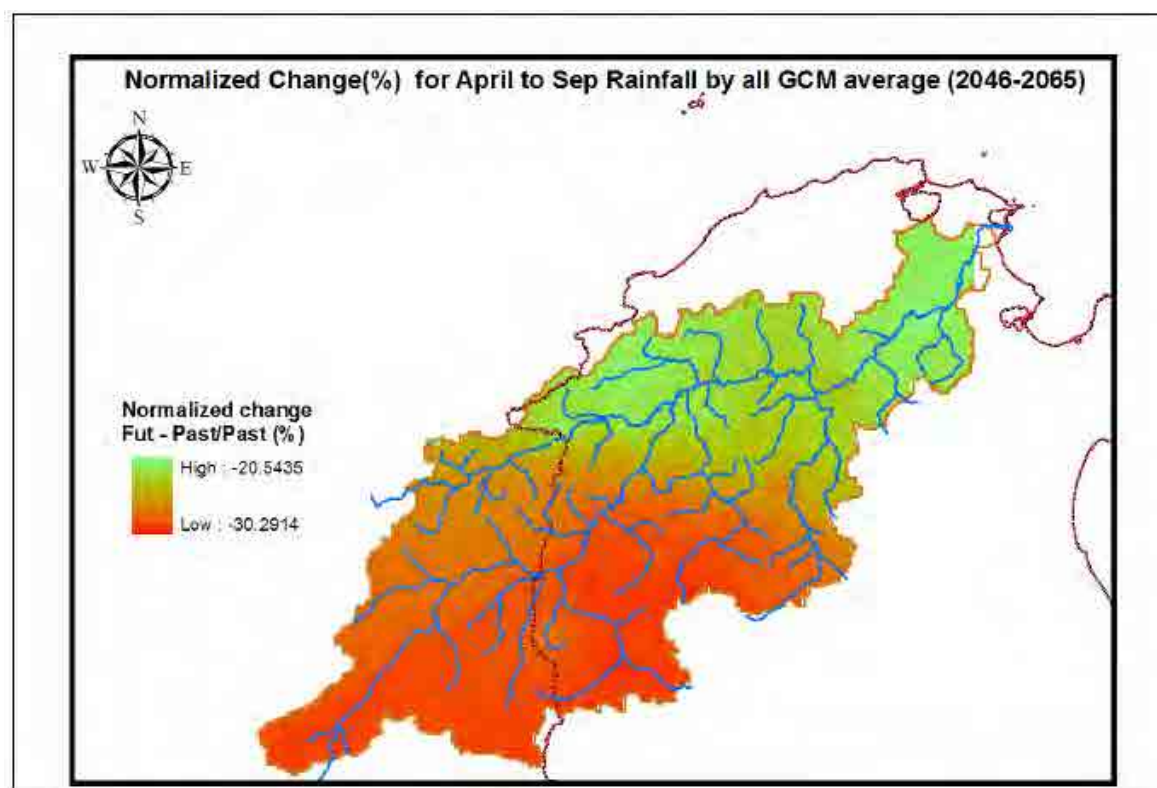 Normalized Change(%) for April to Sep Rainfall by all GCM average (2046-2065)
N
W E
S
Normalized change
Fut - Past/Past (%)
High : -20.5435
Low : -30.2914